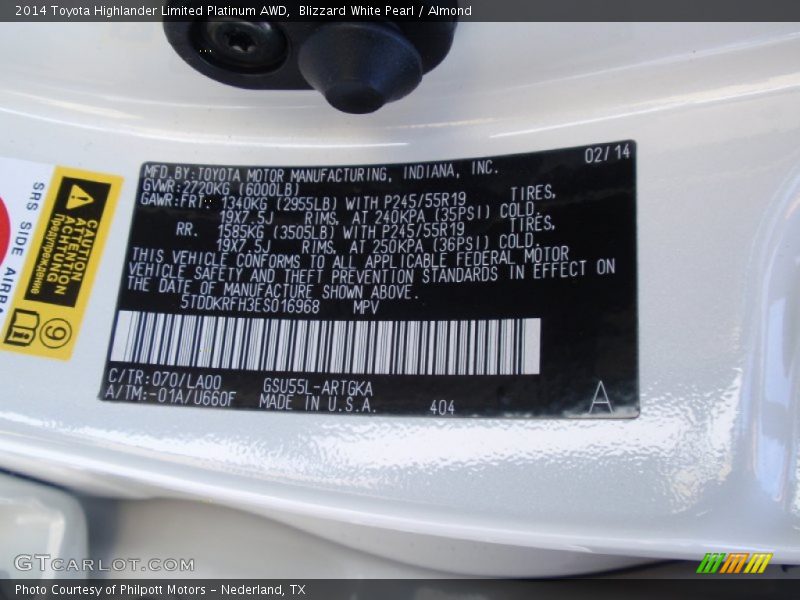 2014 Toyota Highlander Limited Platinum AWD,  Blizzard White Pearl / Almond
02/14
MFD.BY:TOYOTA MOTOR MANUFACTURING, INDIANA, INC.
GVWR:2720KG (6000LB)
GAWR:FRT: 1340KG (2955LB) WITH P245/55R19 TIRES,
19X7.5J RIMS, AT 240KPA (35PSI) COLD.
RR. 1585KG (3505LB) WITH P245/55R19 TIRES,
19X7.5J RIMS, AT 250KPA (36PSI) COLD.
THIS VEHICLE CONFORMS TO ALL APPLICABLE FEDERAL MOTOR
VEHICLE SAFETY AND THEFT PREVENTION STANDARDS IN EFFECT ON
THE DATE OF MANUFACTURE SHOWN ABOVE.
5TDDKRFH3ES016968 MPV
C/TR:070/LA00 GSU55L-ARTGKA
A/TM:-01A/U660F MADE IN U.S.A. 404 A
SRS SIDE AIRBA
CAUTION
ATTENTION
ACHTUNG
Предупреждение
GTCARLOT.COM
Photo Courtesy of Philpott Motors - Nederland, TX